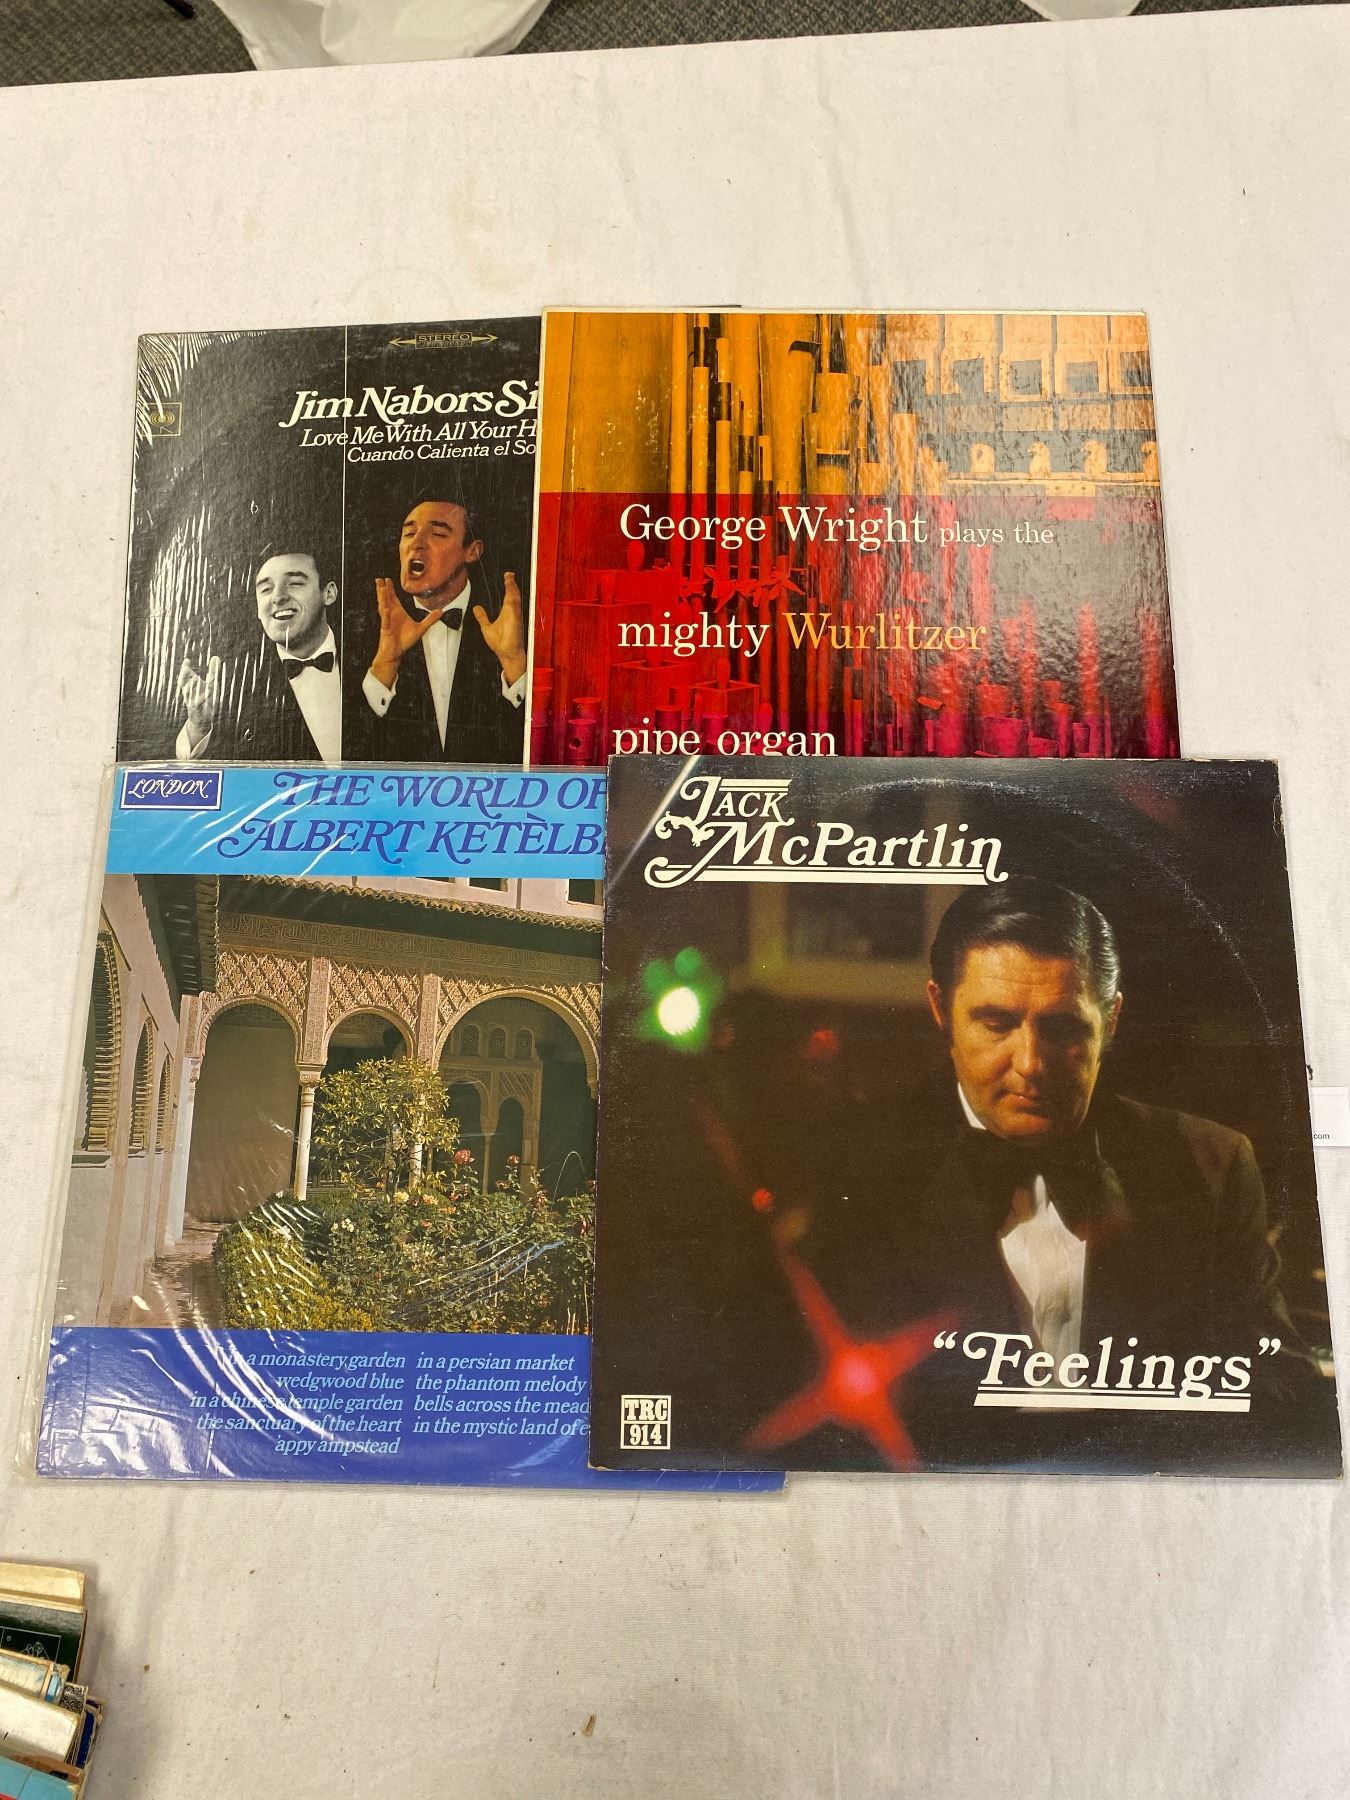 STEREO
Jim Nabors Si
Love Me With All Your H
Cuando Calienta el So
George Wright plays the
mighty Wurlitzer
pipe organ
LONDON
THE WORLD OF
ALBERT KETÈLB
in a monastery garden
wedgwood blue
in a chinese temple garden
the sanctuary of the heart
'appy 'ampstead
in a persian market
the phantom melody
bells across the mead
in the mystic land of e
JACK
McPartlin
"Feelings"
TRC
914
.com